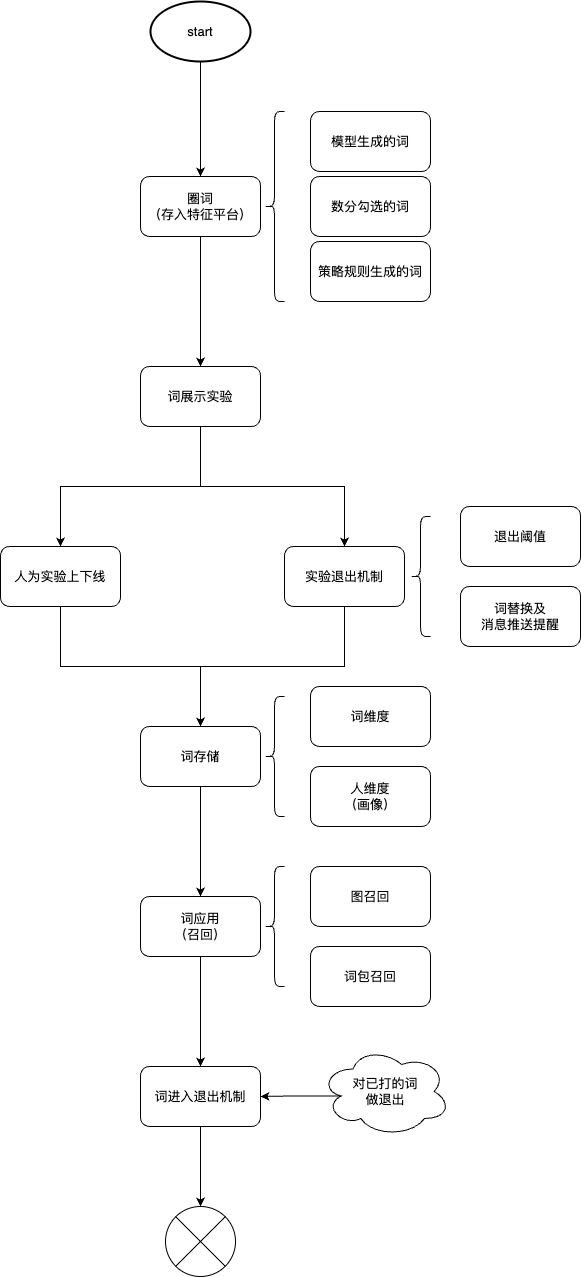 start
圈词
(存入特征平台)
模型生成的词
数分勾选的词
策略规则生成的词
词展示实验
人为实验上下线
实验退出机制
退出阈值
词替换及
消息推送提醒
词存储
词维度
人维度
(画像)
词应用
(召回)
图召回
词包召回
词进入退出机制
对已打的词
做退出